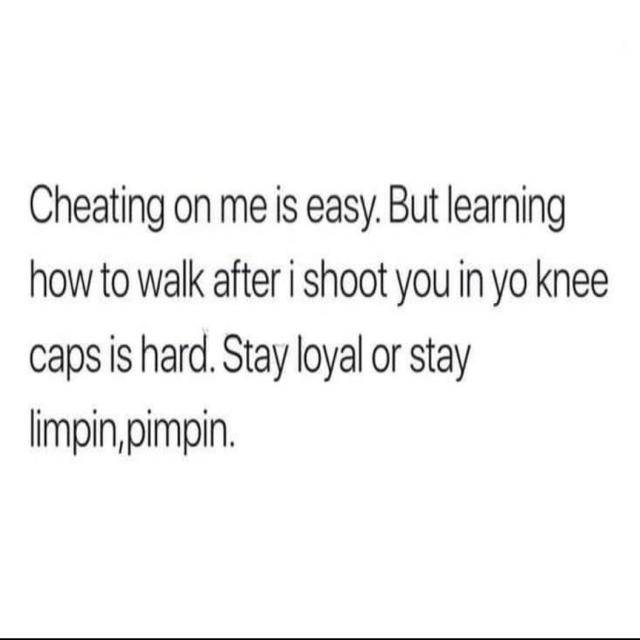 Cheating on me is easy. But learning
how to walk after i shoot you in yo knee
caps is hard. Stay loyal or stay
limpin,pimpin.